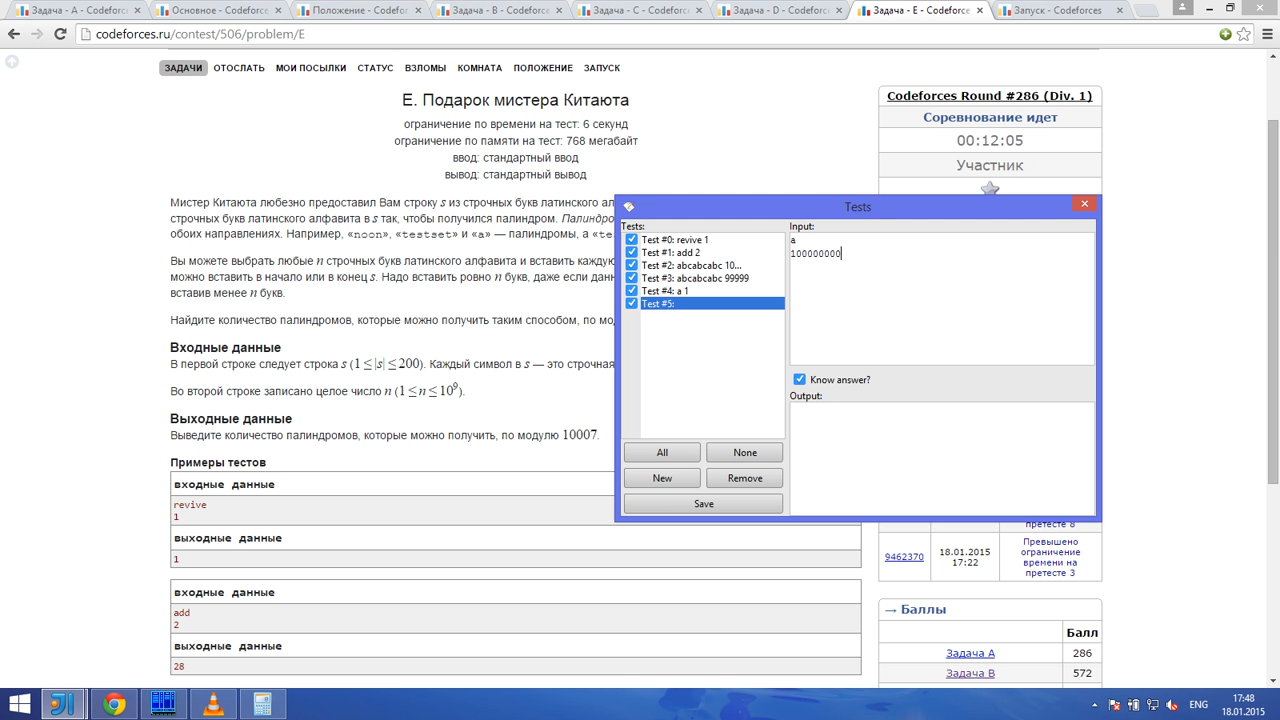 Задача - A - Codeforces
Основное - Codeforces
Положение - Codefor
Задача - B - Codeforces
Задача - C - Codeforces
Задача - D - Codeforces
Задача - E - Codeforces
Запуск - Codeforces
codeforces.ru/contest/506/problem/E
ЗАДАЧИ ОТОСЛАТЬ МОИ ПОСЫЛКИ СТАТУС ВЗЛОМЫ КОМНАТА ПОЛОЖЕНИЕ ЗАПУСК
E. Подарок мистера Китаюта
ограничение по времени на тест: 6 секунд
ограничение по памяти на тест: 768 мегабайт
ввод: стандартный ввод
вывод: стандартный вывод
Мистер Китаюта любезно предоставил Вам строку s из строчных букв латинского ал
строчных букв латинского алфавита в s так, чтобы получился палиндром. Палиндро
обоих направлениях. Например, «noon», «testset» и «a» — палиндромы, а «te
Вы можете выбрать любые n строчных букв латинского алфавита и вставить каждую
можно вставить в начало или в конец s. Надо вставить ровно n букв, даже если данн
вставив менее n букв.
Найдите количество палиндромов, которые можно получить таким способом, по мо
Входные данные
В первой строке следует строка s (1 ≤ |s| ≤ 200). Каждый символ в s — это строчная
Во второй строке записано целое число n (1 ≤ n ≤ 10⁹).
Выходные данные
Выведите количество палиндромов, которые можно получить, по модулю 10007.
Примеры тестов
входные данные
revive
1
выходные данные
1
входные данные
add
2
выходные данные
28
Codeforces Round #286 (Div. 1)
Соревнование идет
00:12:05
Участник
Tests
Tests:
Test #0: revive 1
Test #1: add 2
Test #2: abcabcabc 10...
Test #3: abcabcabc 99999
Test #4: a 1
Test #5:
All
None
New
Remove
Save
Input:
a
100000000
Know answer?
Output:
претесте 8
9462370
18.01.2015
17:22
Превышено
ограничение
времени на
претесте 3
→ Баллы
Балл
Задача A 286
Задача B 572
ENG
17:48
18.01.2015